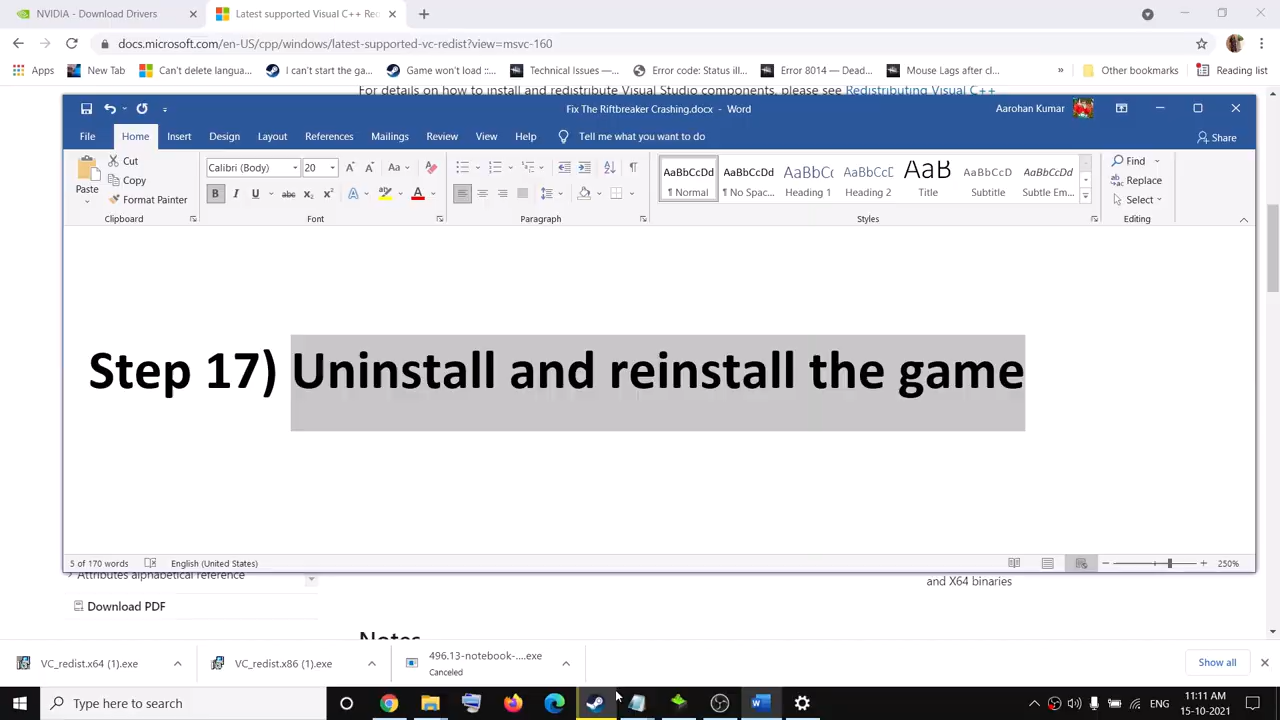 NVIDIA - Download Drivers
Latest supported Visual C++ Red
docs.microsoft.com/en-US/cpp/windows/latest-supported-vc-redist?view=msvc-160
Apps
New Tab
Can't delete langua...
I can't start the ga...
Game won't load ::...
Technical Issues —...
Error code: Status ill...
Error 8014 — Dead...
Mouse Lags after cl...
»
Other bookmarks
Reading list
For details on how to install and redistribute Visual Studio components, please see Redistributing Visual C++
Fix The Riftbreaker Crashing.docx - Word
Aarohan Kumar
File
Home
Insert
Design
Layout
References
Mailings
Review
View
Help
Tell me what you want to do
Share
Paste
Cut
Copy
Format Painter
Clipboard
Calibri (Body)
20
Font
Paragraph
AaBbCcDd
¶ Normal
AaBbCcDd
¶ No Spac...
AaBbCc
Heading 1
AaBbCcC
Heading 2
AaB
Title
AaBbCcD
Subtitle
AaBbCcDd
Subtle Em...
Styles
Find
Replace
Select
Editing
Step 17) Uninstall and reinstall the game
5 of 170 words
English (United States)
250%
Attributes alphabetical reference
and X64 binaries
Download PDF
Notes
VC_redist.x64 (1).exe
VC_redist.x86 (1).exe
496.13-notebook-....exe
Canceled
Show all
Type here to search
ENG
11:11 AM
15-10-2021